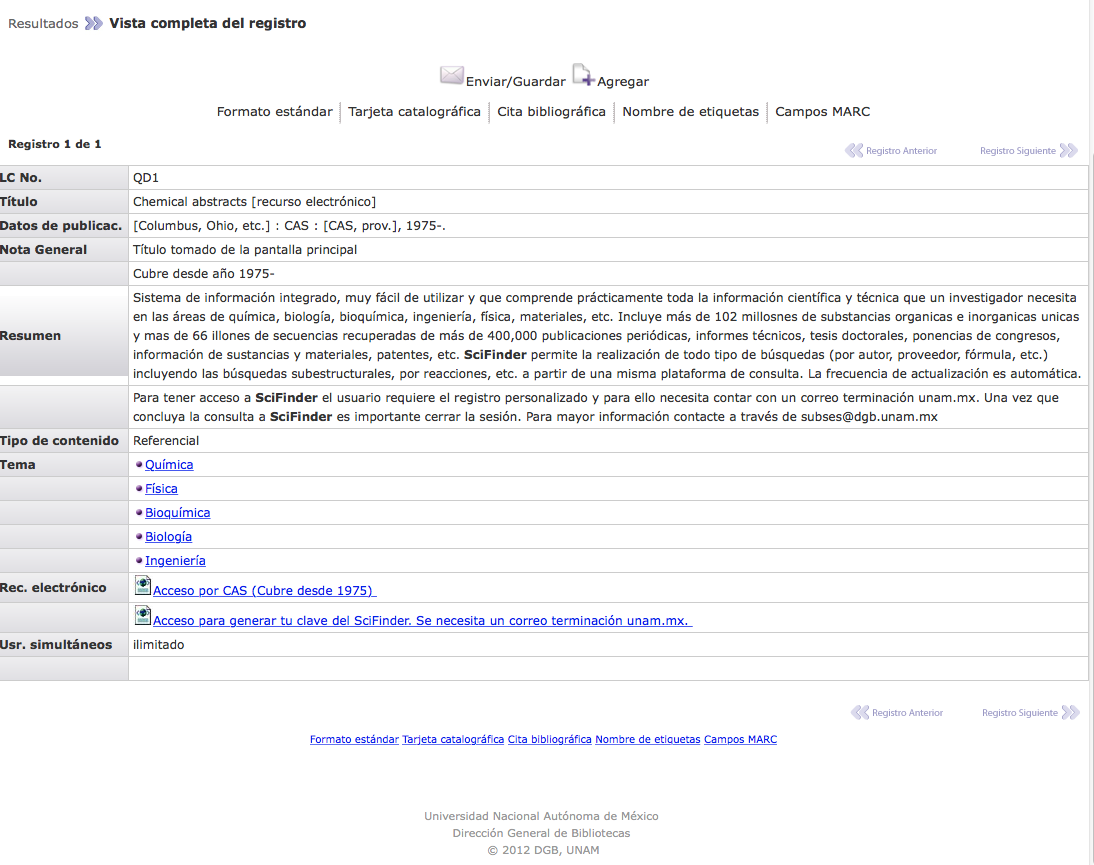 Resultados Vista completa del registro
Enviar/Guardar Agregar
Formato estándar Tarjeta catalográfica Cita bibliográfica Nombre de etiquetas Campos MARC
Registro 1 de 1
Registro Anterior Registro Siguiente
LC No. QD1
Título Chemical abstracts [recurso electrónico]
Datos de publicac. [Columbus, Ohio, etc.] : CAS : [CAS, prov.], 1975-.
Nota General Título tomado de la pantalla principal
Cubre desde año 1975-
Resumen
Sistema de información integrado, muy fácil de utilizar y que comprende prácticamente toda la información científica y técnica que un investigador necesita
en las áreas de química, biología, bioquímica, ingeniería, física, materiales, etc. Incluye más de 102 millosnes de substancias organicas e inorganicas unicas
y mas de 66 illones de secuencias recuperadas de más de 400,000 publicaciones periódicas, informes técnicos, tesis doctorales, ponencias de congresos,
información de sustancias y materiales, patentes, etc. SciFinder permite la realización de todo tipo de búsquedas (por autor, proveedor, fórmula, etc.)
incluyendo las búsquedas subestructurales, por reacciones, etc. a partir de una misma plataforma de consulta. La frecuencia de actualización es automática.
Para tener acceso a SciFinder el usuario requiere el registro personalizado y para ello necesita contar con un correo terminación unam.mx. Una vez que
concluya la consulta a SciFinder es importante cerrar la sesión. Para mayor información contacte a través de subses@dgb.unam.mx
Tipo de contenido Referencial
Tema Química
Física
Bioquímica
Biología
Ingeniería
Rec. electrónico Acceso por CAS (Cubre desde 1975)
Acceso para generar tu clave del SciFinder. Se necesita un correo terminación unam.mx.
Usr. simultáneos ilimitado
Registro Anterior Registro Siguiente
Formato estándar Tarjeta catalográfica Cita bibliográfica Nombre de etiquetas Campos MARC
Universidad Nacional Autónoma de México
Dirección General de Bibliotecas
© 2012 DGB, UNAM